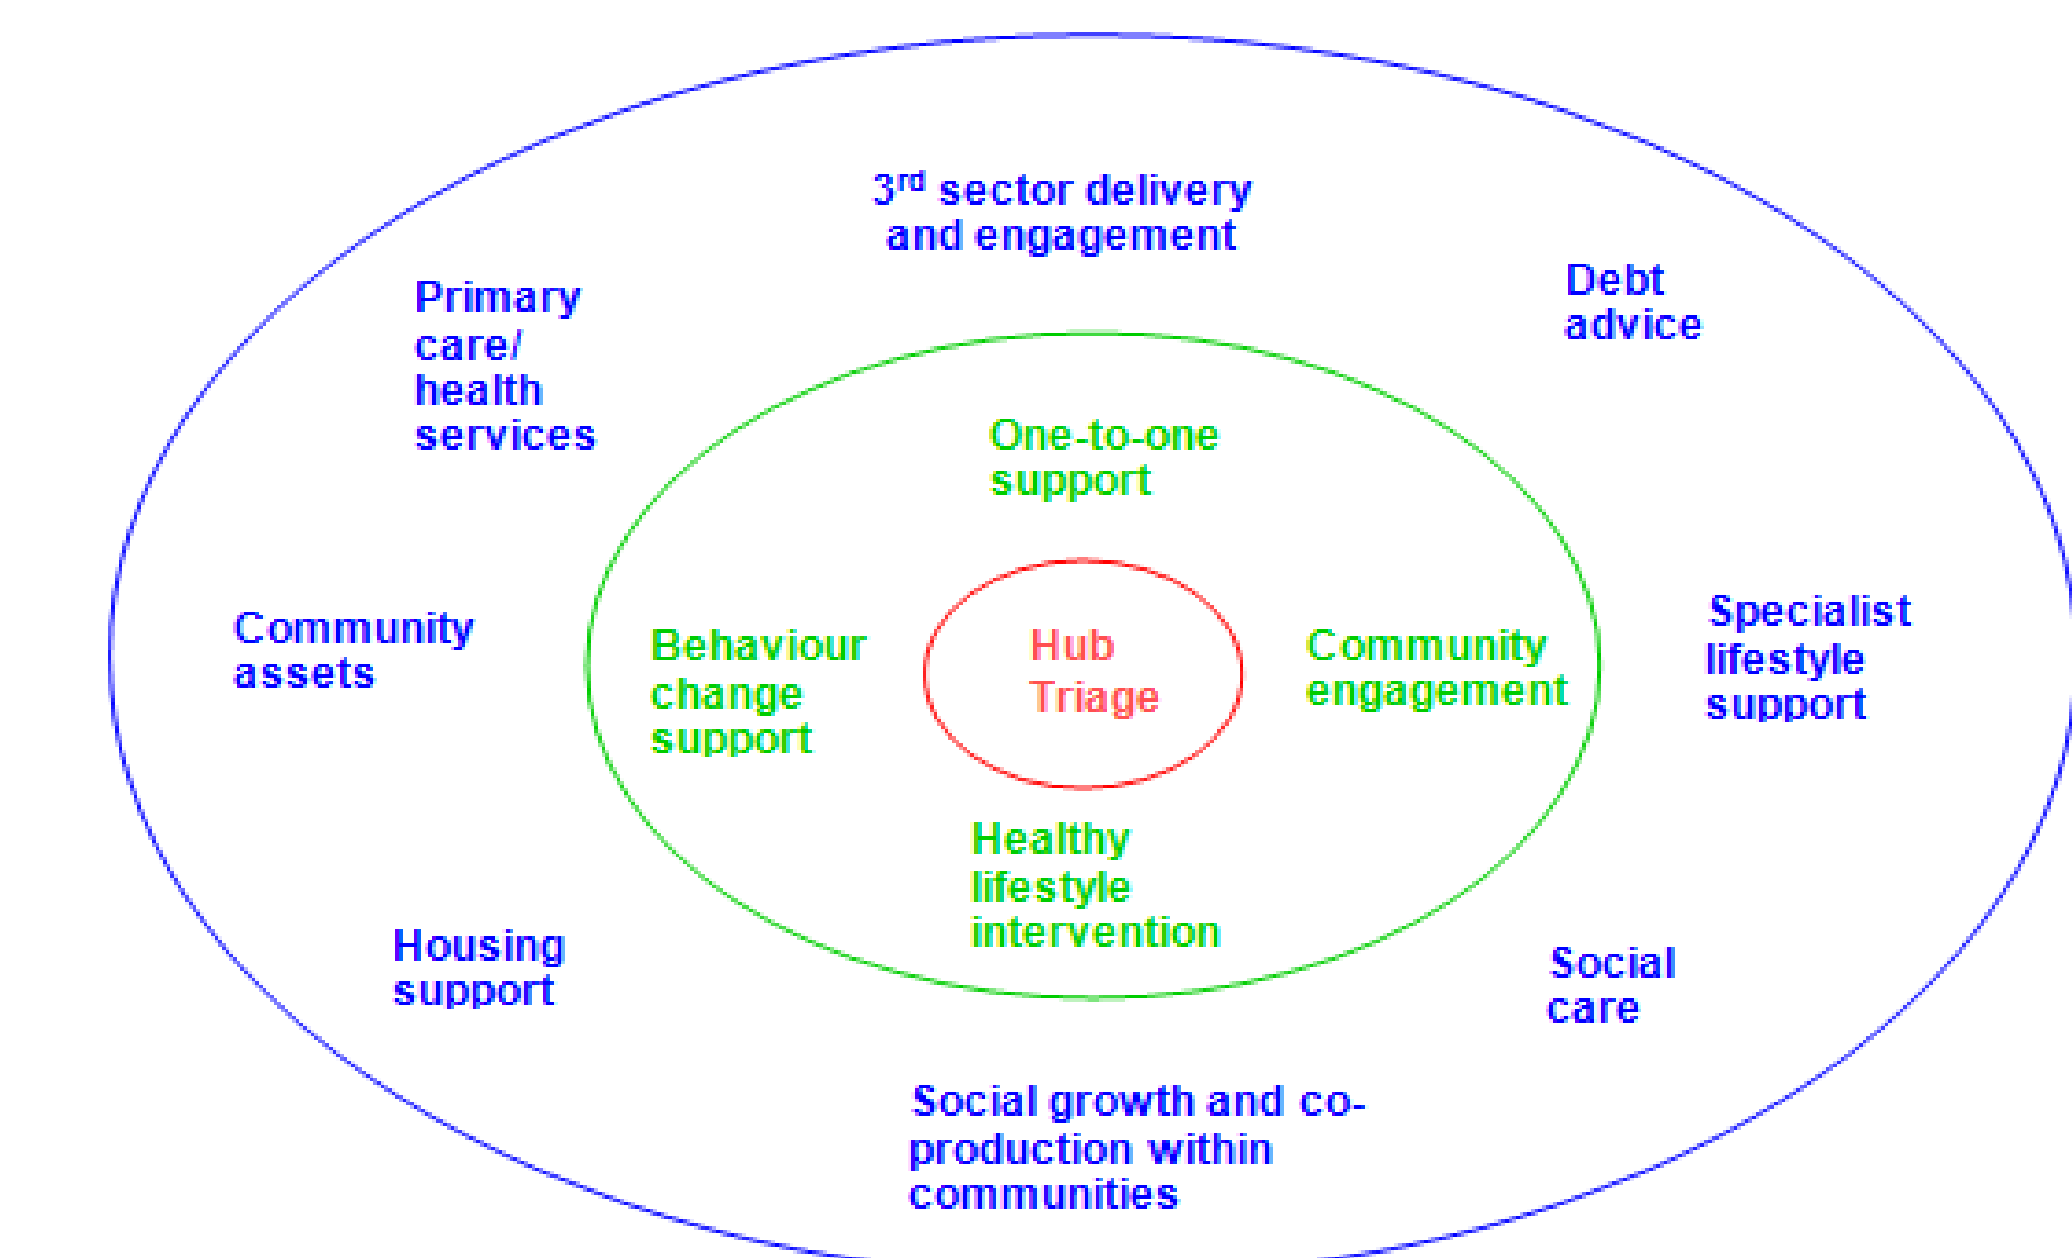 3rd sector delivery
and engagement
Debt
advice
Primary
care/
health
services
One-to-one
support
Community
assets
Behaviour
change
support
Hub
Triage
Community
engagement
Specialist
lifestyle
support
Healthy
lifestyle
intervention
Housing
support
Social
care
Social growth and co-
production within
communities